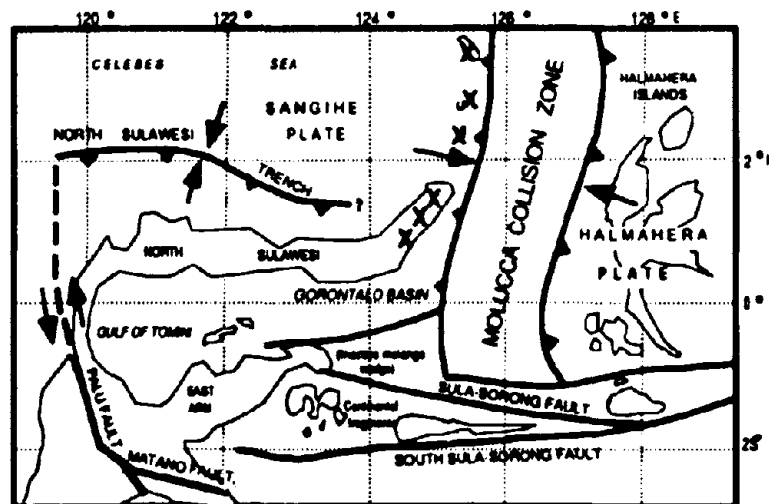 120° 122° 124° 126° 128° E
CELEBES SEA
SANGIHE
PLATE
HALMAHERA
ISLANDS
NORTH SULAWESI
TRENCH
?
2°
MOLUCCA COLLISION ZONE
HALMAHERA
PLATE
NORTH SULAWESI
GORONTALO BASIN
GULF OF TOMINI
EAST
ARM
Continental
SULA-SORONG FAULT
PALU FAULT
MATANO FAULT
SOUTH SULA-SORONG FAULT
2S